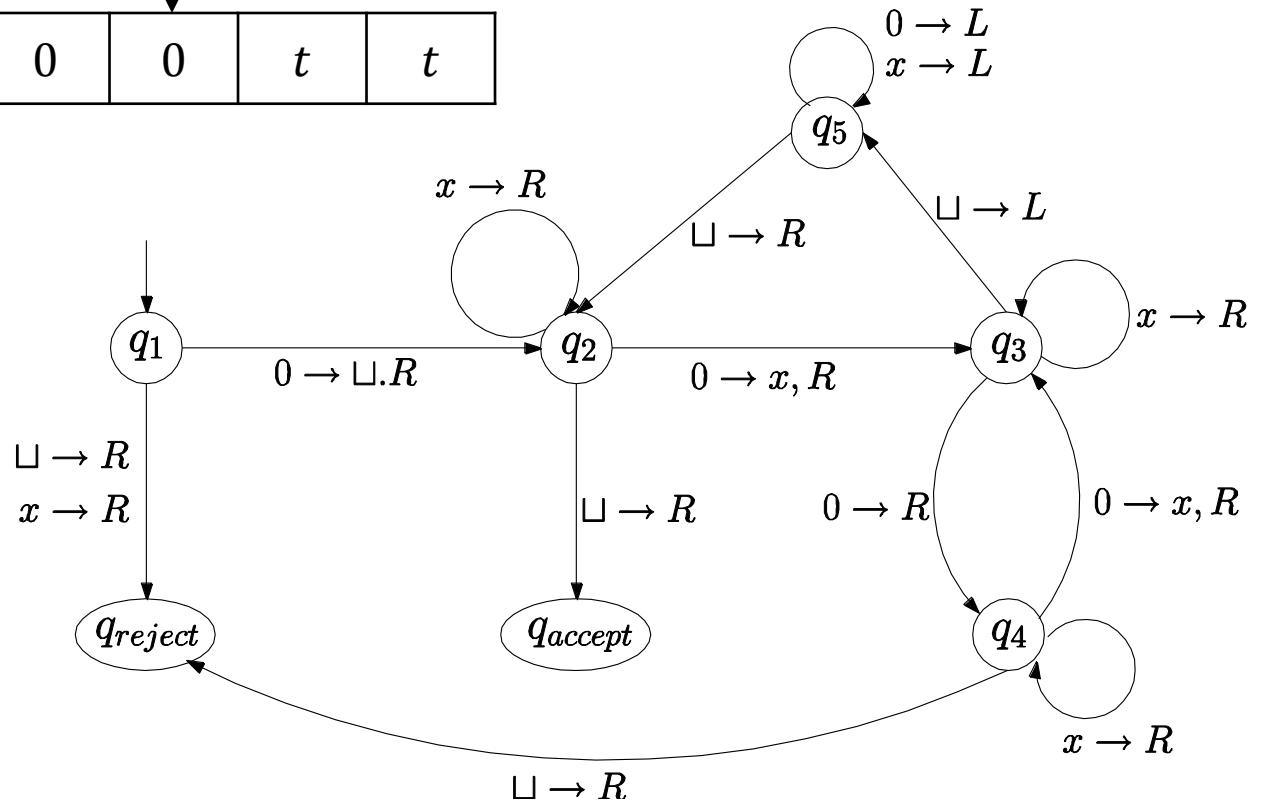 0 0 t t
0 → L
x → L
q5
x → R
⊔ → R
⊔ → L
q1
0 → ⊔.R
q2
0 → x, R
q3
x → R
⊔ → R
x → R
⊔ → R
0 → R
0 → x, R
qreject
qaccept
q4
x → R
⊔ → R